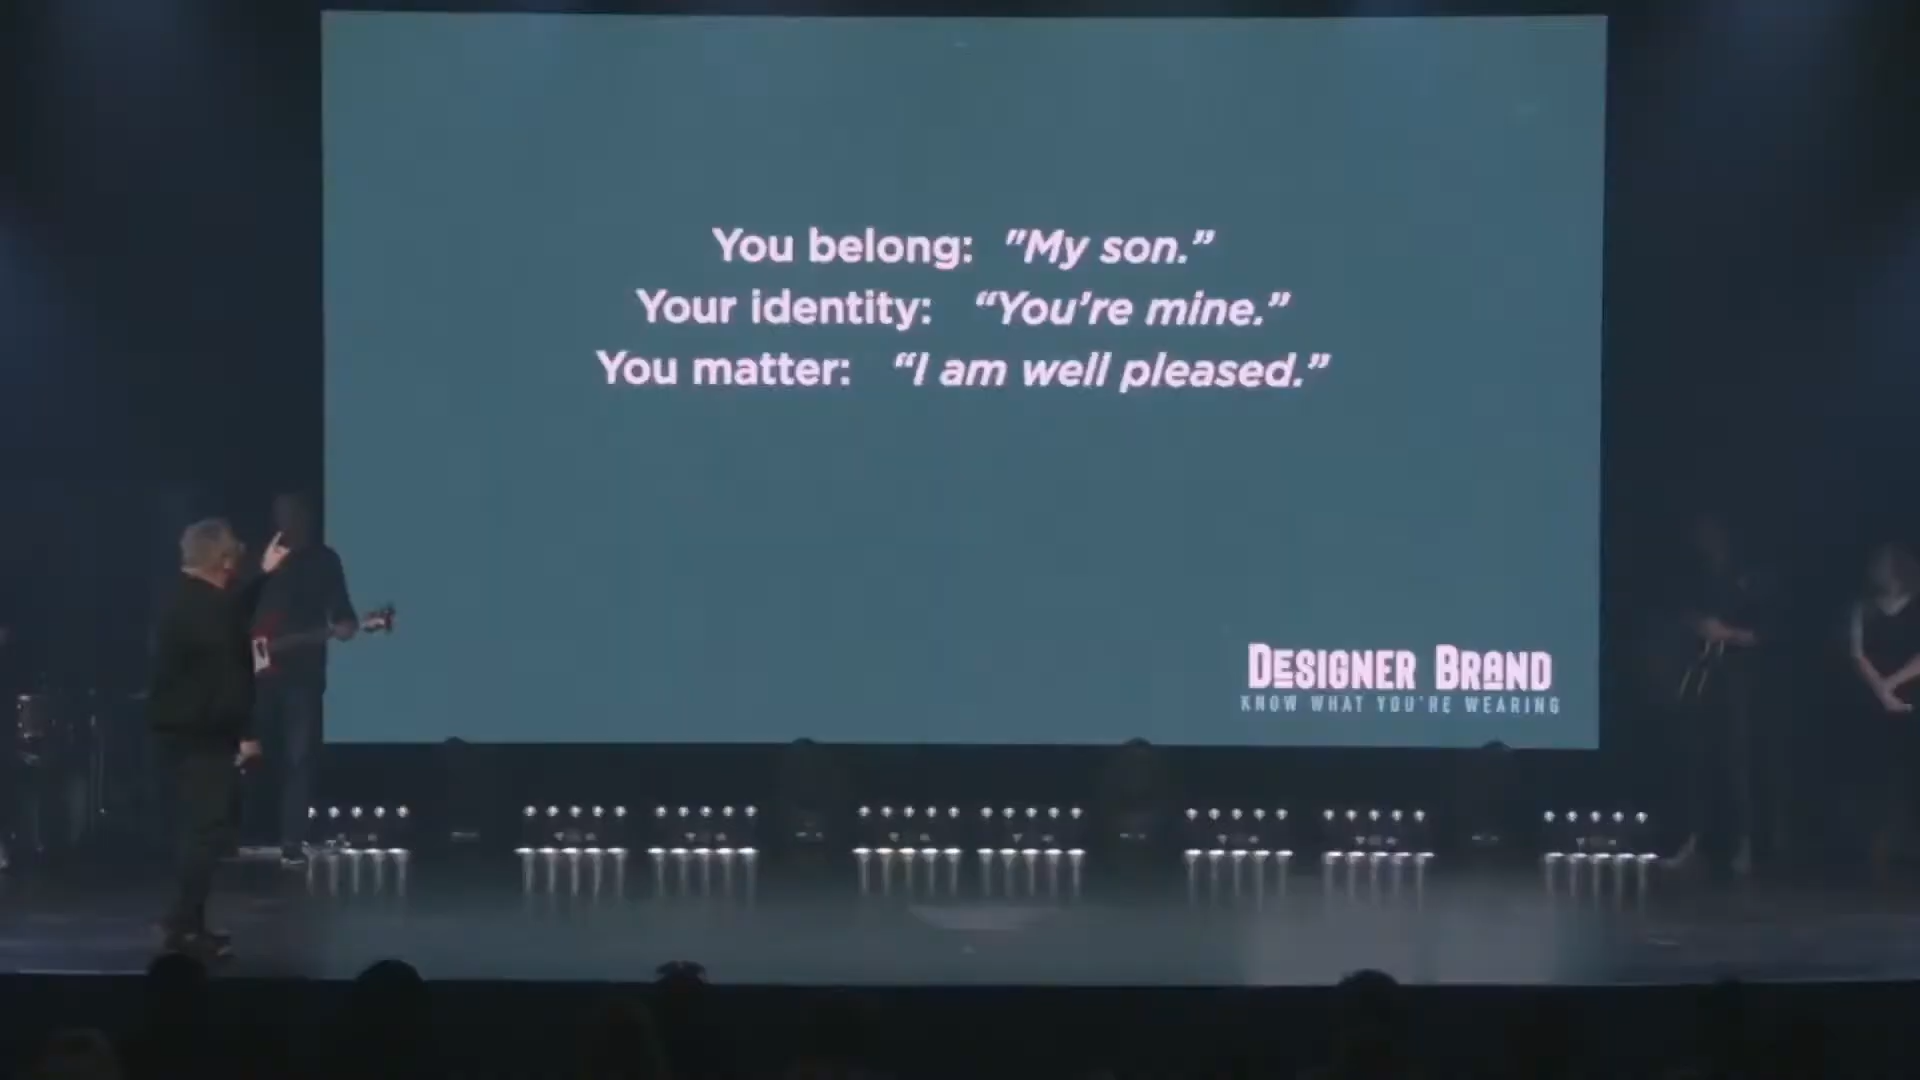 You belong: "My son.”
Your identity: “You’re mine.”
You matter: “I am well pleased.”
DESIGNER BRAND
KNOW WHAT YOU'RE WEARING